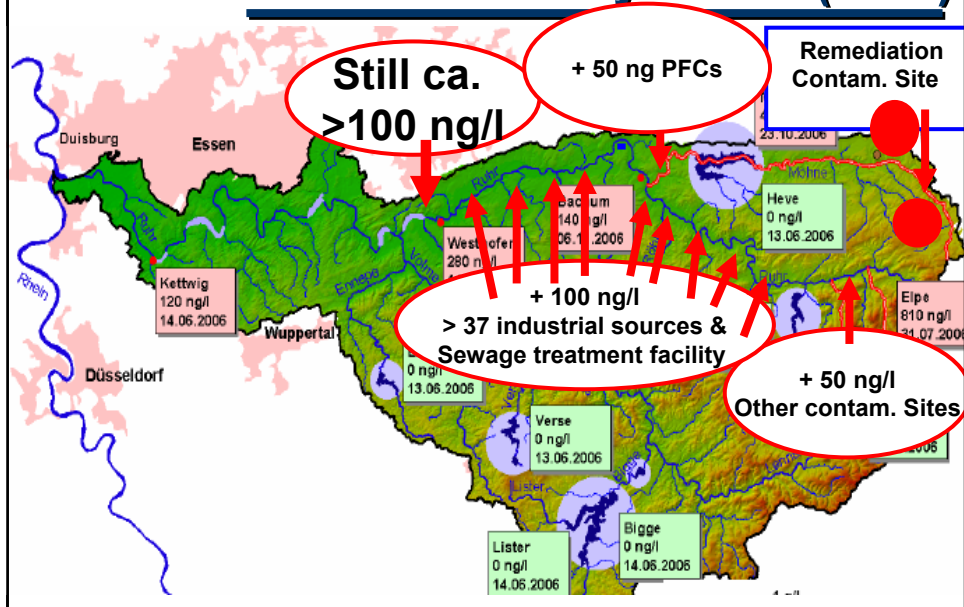 Still ca.
>100 ng/l
+ 50 ng PFCs
Remediation
Contam. Site
Duisburg
Essen
23.10.2006
Möhne
Ruhr
Heve
0 ng/l
13.06.2006
140 ng/l
Westhofen
280 ng/l
Ruhr
Rhein
Kettwig
120 ng/l
14.06.2006
Ennepe
Volme
Wuppertal
Düsseldorf
+ 100 ng/l
> 37 industrial sources &
Sewage treatment facility
Ruhr
Elpe
810 ng/l
31.07.2006
+ 50 ng/l
Other contam. Sites
0 ng/l
13.06.2006
Verse
0 ng/l
13.06.2006
2006
Lister
Bigge
Lister
0 ng/l
14.06.2006
Bigge
0 ng/l
14.06.2006